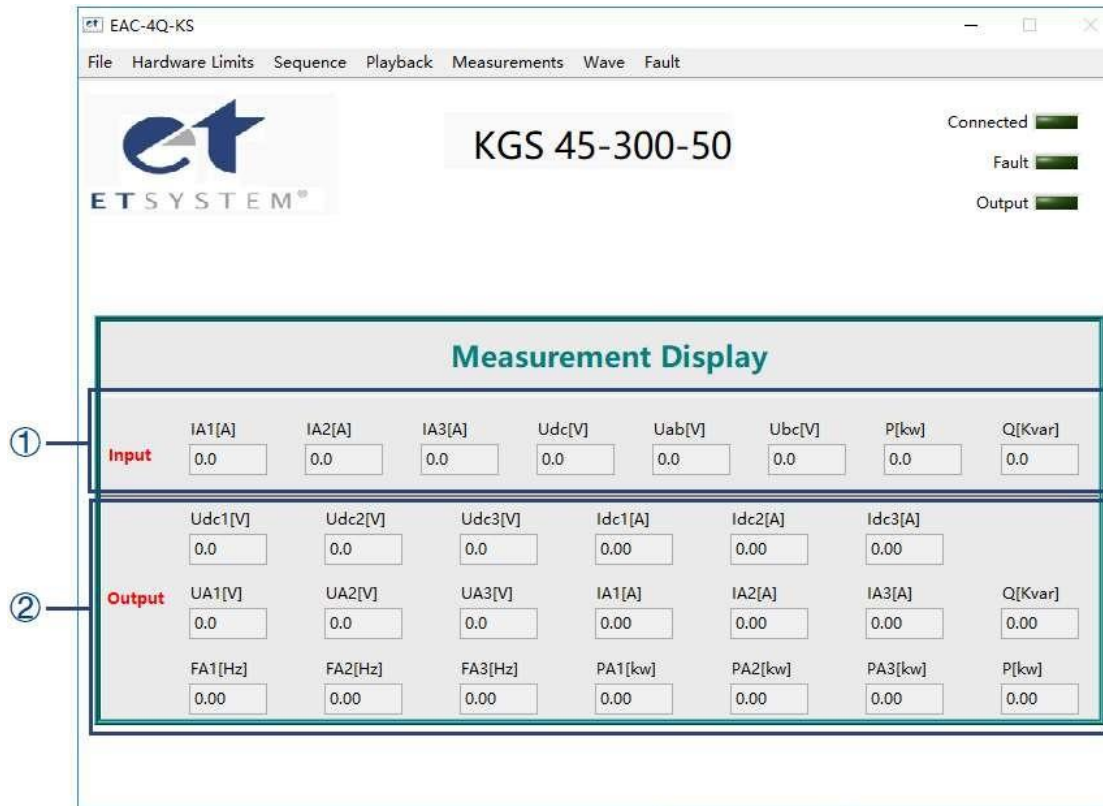 et EAC-4Q-KS
File Hardware Limits Sequence Playback Measurements Wave Fault
et
ETSYSTEM®
KGS 45-300-50
Connected
Fault
Output
Measurement Display
①
Input
IA1[A] IA2[A] IA3[A] Udc[V] Uab[V] Ubc[V] P[kw] Q[Kvar]
0.0 0.0 0.0 0.0 0.0 0.0 0.0 0.0
②
Output
Udc1[V] Udc2[V] Udc3[V] Idc1[A] Idc2[A] Idc3[A]
0.0 0.0 0.0 0.00 0.00 0.00
UA1[V] UA2[V] UA3[V] IA1[A] IA2[A] IA3[A] Q[Kvar]
0.0 0.0 0.0 0.00 0.00 0.00 0.00
FA1[Hz] FA2[Hz] FA3[Hz] PA1[kw] PA2[kw] PA3[kw] P[kw]
0.00 0.00 0.00 0.00 0.00 0.00 0.00